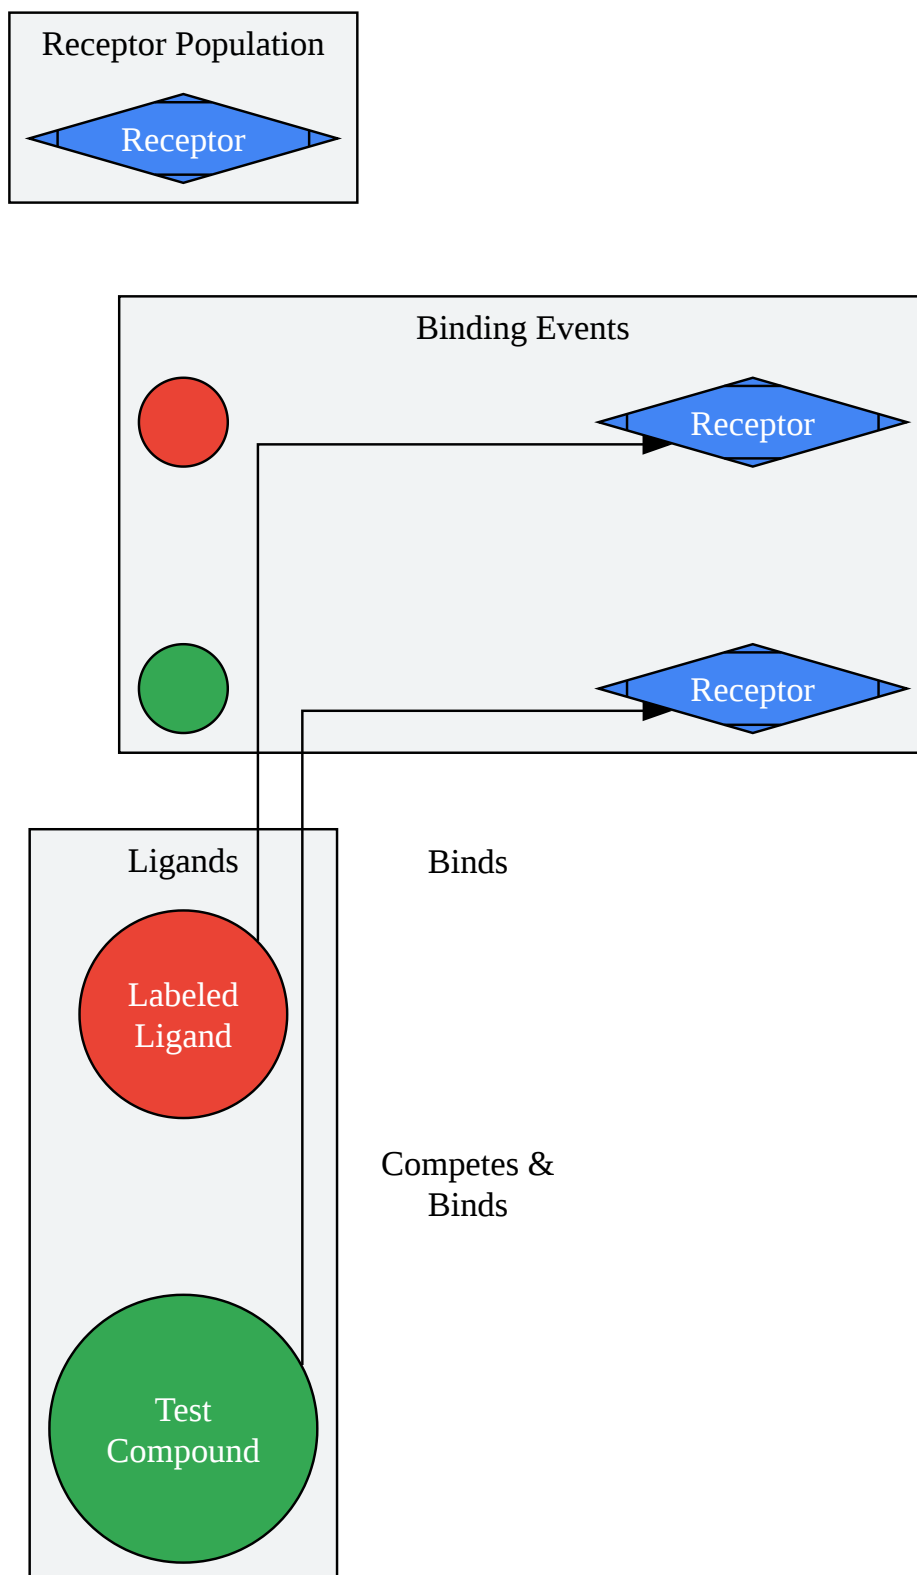 Receptor Population
Receptor
Binding Events
Receptor
Receptor
Ligands
Binds
Labeled
Ligand
Competes &
Binds
Test
Compound